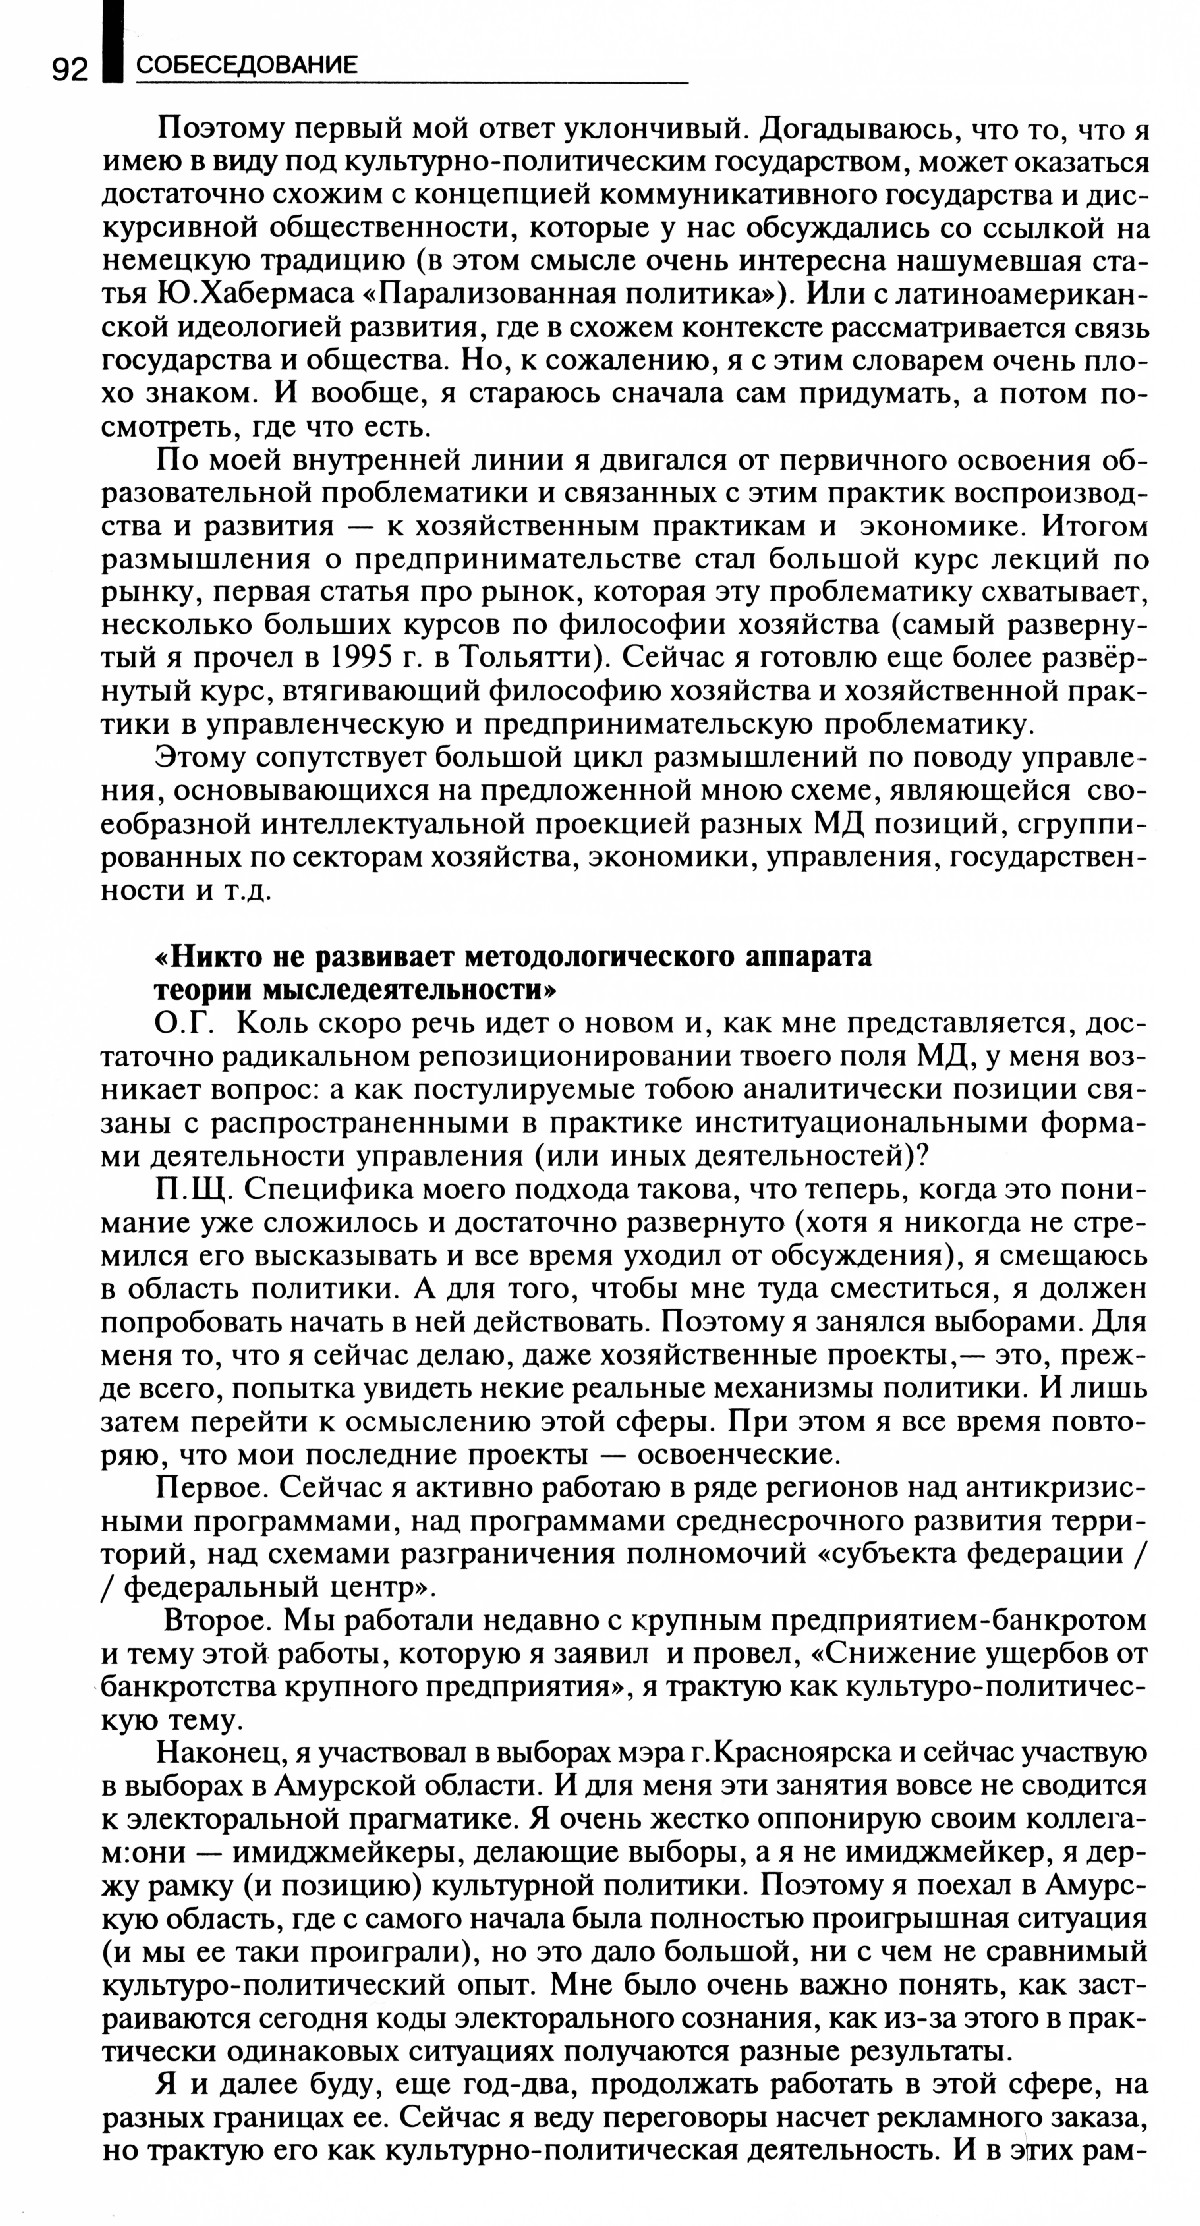 92 СОБЕСЕДОВАНИЕ
Поэтому первый мой ответ уклончивый. Догадываюсь, что то, что я
имею в виду под культурно-политическим государством, может оказаться
достаточно схожим с концепцией коммуникативного государства и дис-
курсивной общественности, которые у нас обсуждались со ссылкой на
немецкую традицию (в этом смысле очень интересна нашумевшая ста-
тья Ю.Хабермаса «Парализованная политика»). Или с латиноамерикан-
ской идеологией развития, где в схожем контексте рассматривается связь
государства и общества. Но, к сожалению, я с этим словарем очень пло-
хо знаком. И вообще, я стараюсь сначала сам придумать, а потом по-
смотреть, где что есть.
По моей внутренней линии я двигался от первичного освоения об-
разовательной проблематики и связанных с этим практик воспроизвод-
ства и развития — к хозяйственным практикам и экономике. Итогом
размышления о предпринимательстве стал большой курс лекций по
рынку, первая статья про рынок, которая эту проблематику схватывает,
несколько больших курсов по философии хозяйства (самый разверну-
тый я прочел в 1995 г. в Тольятти). Сейчас я готовлю еще более развёр-
нутый курс, втягивающий философию хозяйства и хозяйственной прак-
тики в управленческую и предпринимательскую проблематику.
Этому сопутствует большой цикл размышлений по поводу управле-
ния, основывающихся на предложенной мною схеме, являющейся сво-
еобразной интеллектуальной проекцией разных МД позиций, сгруппи-
рованных по секторам хозяйства, экономики, управления, государствен-
ности и т.д.
«Никто не развивает методологического аппарата
теории мыследеятельности»
О.Г. Коль скоро речь идет о новом и, как мне представляется, дос-
таточно радикальном репозиционировании твоего поля МД, у меня воз-
никает вопрос: а как постулируемые тобою аналитически позиции свя-
заны с распространенными в практике институциональными форма-
ми деятельности управления (или иных деятельностей)?
П.Щ. Специфика моего подхода такова, что теперь, когда это пони-
мание уже сложилось и достаточно развернуто (хотя я никогда не стре-
мился его высказывать и все время уходил от обсуждения), я смещаюсь
в область политики. А для того, чтобы мне туда сместиться, я должен
попробовать начать в ней действовать. Поэтому я занялся выборами. Для
меня то, что я сейчас делаю, даже хозяйственные проекты,— это, преж-
де всего, попытка увидеть некие реальные механизмы политики. И лишь
затем перейти к осмыслению этой сферы. При этом я все время повто-
ряю, что мои последние проекты — освоенческие.
Первое. Сейчас я активно работаю в ряде регионов над антикризис-
ными программами, над программами среднесрочного развития терри-
торий, над схемами разграничения полномочий «субъекта федерации /
/ федеральный центр».
Второе. Мы работали недавно с крупным предприятием-банкротом
и тему этой работы, которую я заявил и провел, «Снижение ущербов от
банкротства крупного предприятия», я трактую как культуро-политичес-
кую тему.
Наконец, я участвовал в выборах мэра г.Красноярска и сейчас участвую
в выборах в Амурской области. И для меня эти занятия вовсе не сводится
к электоральной прагматике. Я очень жестко оппонирую своим коллега-
м:они — имиджмейкеры, делающие выборы, а я не имиджмейкер, я дер-
жу рамку (и позицию) культурной политики. Поэтому я поехал в Амурс-
кую область, где с самого начала была полностью проигрышная ситуация
(и мы ее таки проиграли), но это дало большой, ни с чем не сравнимый
культуро-политический опыт. Мне было очень важно понять, как заст-
раиваются сегодня коды электорального сознания, как из-за этого в прак-
тически одинаковых ситуациях получаются разные результаты.
Я и далее буду, еще год-два, продолжать работать в этой сфере, на
разных границах ее. Сейчас я веду переговоры насчет рекламного заказа,
но трактую его как культурно-политическая деятельность. И в этих рам-